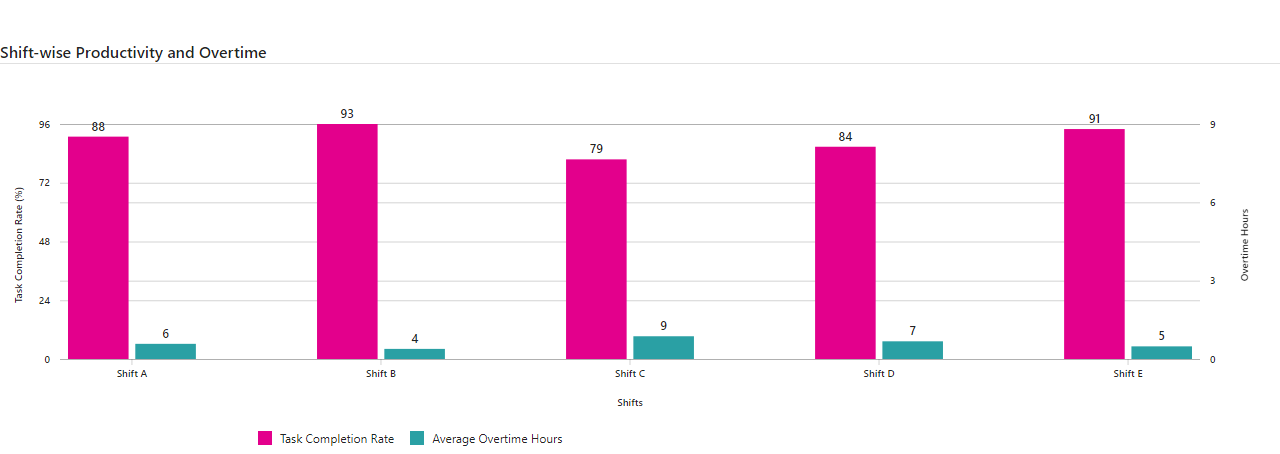 Shift-wise Productivity and Overtime
Task Completion Rate (%)
96
72
48
24
0
88
6
93
4
79
9
84
7
91
5
9
6
3
0
Overtime Hours
Shift A
Shift B
Shift C
Shift D
Shift E
Shifts
Task Completion Rate
Average Overtime Hours